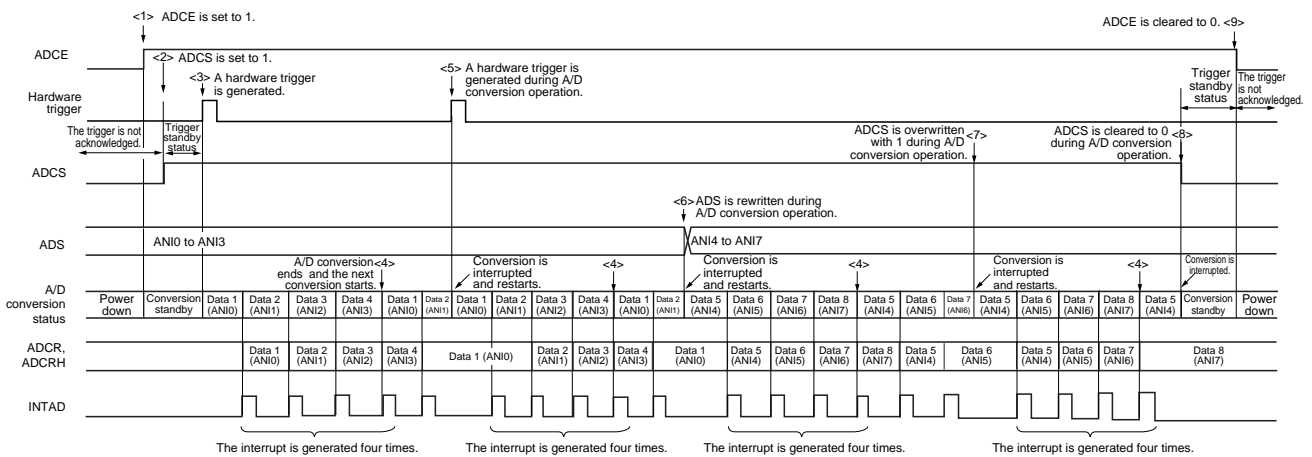 <1> ADCE is set to 1.
ADCE is cleared to 0. <9>
ADCE
<2> ADCS is set to 1.
<3> A hardware trigger
is generated.
<5> A hardware trigger is
generated during A/D
conversion operation.
Trigger
standby
status
The trigger
is not
acknowledged.
Hardware
trigger
The trigger is not
acknowledged.
Trigger
standby
status
ADCS is overwritten
with 1 during A/D
conversion operation.
<7>
ADCS is cleared to 0
during A/D conversion
operation.
<8>
ADCS
<6> ADS is rewritten during
A/D conversion operation.
ADS
ANI0 to ANI3
ANI4 to ANI7
A/D conversion
ends and the next
conversion starts.
<4>
Conversion is
interrupted
and restarts.
<4>
Conversion is
interrupted
and restarts.
<4>
Conversion is
interrupted
and restarts.
<4>
Conversion is
interrupted.
A/D
conversion
status
Power
down
Conversion
standby
Data 1
(ANI0)
Data 2
(ANI1)
Data 3
(ANI2)
Data 4
(ANI3)
Data 1
(ANI0)
Data 2
(ANI1)
Data 1
(ANI0)
Data 2
(ANI1)
Data 3
(ANI2)
Data 4
(ANI3)
Data 1
(ANI0)
Data 2
(ANI1)
Data 5
(ANI4)
Data 6
(ANI5)
Data 7
(ANI6)
Data 8
(ANI7)
Data 5
(ANI4)
Data 6
(ANI5)
Data 7
(ANI6)
Data 5
(ANI4)
Data 6
(ANI5)
Data 7
(ANI6)
Data 8
(ANI7)
Data 5
(ANI4)
Conversion
standby
Power
down
ADCR,
ADCRH
Data 1
(ANI0)
Data 2
(ANI1)
Data 3
(ANI2)
Data 4
(ANI3)
Data 1 (ANI0)
Data 2
(ANI1)
Data 3
(ANI2)
Data 4
(ANI3)
Data 1
(ANI0)
Data 5
(ANI4)
Data 6
(ANI5)
Data 7
(ANI6)
Data 8
(ANI7)
Data 5
(ANI4)
Data 6
(ANI5)
Data 5
(ANI4)
Data 6
(ANI5)
Data 7
(ANI6)
Data 8
(ANI7)
INTAD
The interrupt is generated four times.
The interrupt is generated four times.
The interrupt is generated four times.
The interrupt is generated four times.